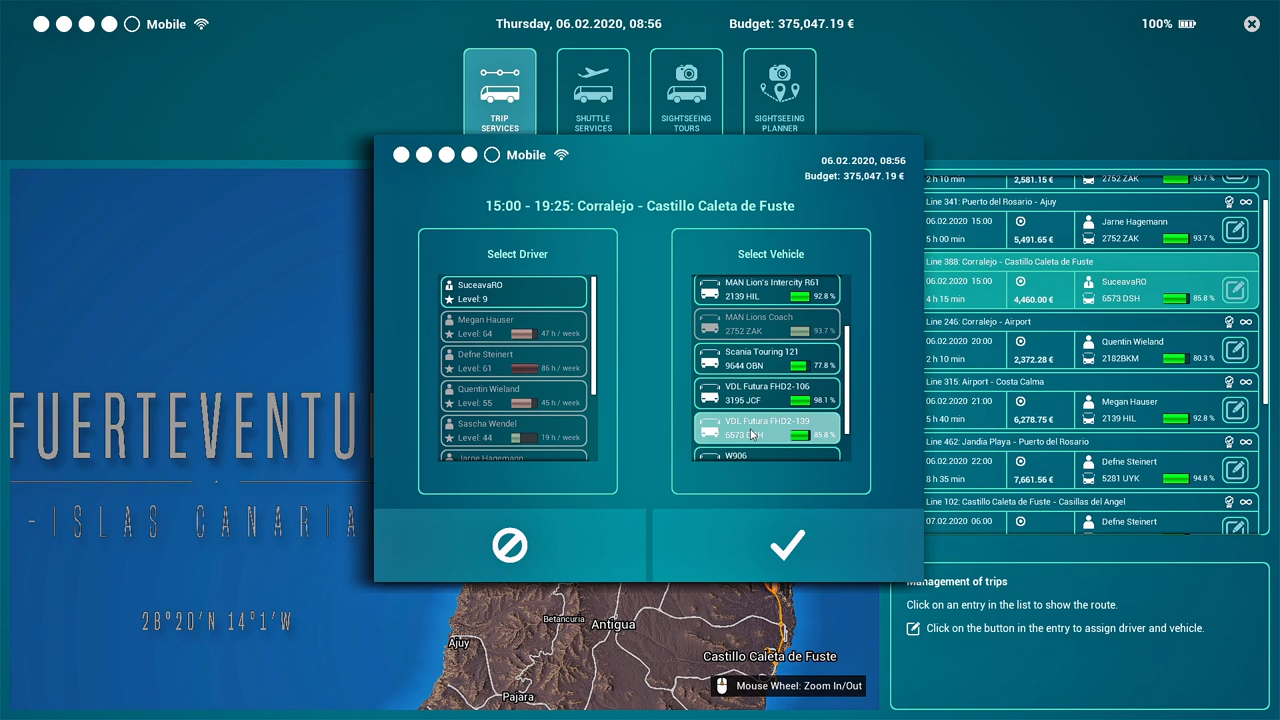 Mobile
Thursday, 06.02.2020, 08:56
Budget: 375,047.19 €
100%
TRIP SERVICES
SHUTTLE SERVICES
SIGHTSEEING TOURS
SIGHTSEEING PLANNER
Mobile
06.02.2020, 08:56
Budget: 375,047.19 €
15:00 - 19:25: Corralejo - Castillo Caleta de Fuste
Select Driver
SuceavaRO
Level: 9
Megan Hauser
Level: 64
47 h / week
Defne Steinert
Level: 61
86 h / week
Quentin Wieland
Level: 55
45 h / week
Sascha Wendel
Level: 44
19 h / week
Jarne Hagemann
Select Vehicle
MAN Lion's Intercity R61
2139 HIL
92.8 %
MAN Lions Coach
2752 ZAK
93.7 %
Scania Touring 121
9644 OBN
77.8 %
VDL Futura FHD2-106
3195 JCF
98.1 %
VDL Futura FHD2-139
6573 DSH
85.8 %
W906
2 h 10 min
2,581.15 €
2752 ZAK
93.7 %
Line 341: Puerto del Rosario - Ajuy
06.02.2020 15:00
Jarne Hagemann
5 h 00 min
5,491.65 €
2752 ZAK
93.7 %
Line 388: Corralejo - Castillo Caleta de Fuste
06.02.2020 15:00
SuceavaRO
4 h 15 min
4,460.00 €
6573 DSH
85.8 %
Line 246: Corralejo - Airport
06.02.2020 20:00
Quentin Wieland
2 h 10 min
2,372.28 €
2182BKM
80.3 %
Line 315: Airport - Costa Calma
06.02.2020 21:00
Megan Hauser
5 h 40 min
6,278.75 €
2139 HIL
92.8 %
Line 462: Jandia Playa - Puerto del Rosario
06.02.2020 22:00
Defne Steinert
8 h 35 min
7,661.56 €
5281 UYK
94.8 %
Line 102: Castillo Caleta de Fuste - Casillas del Angel
07.02.2020 06:00
Defne Steinert
FUERTEVENTU
- ISLAS CANARIA
28°20'N 14°1'W
Betancuria
Antigua
Ajuy
Castillo Caleta de Fuste
Pajara
Mouse Wheel: Zoom In/Out
Management of trips
Click on an entry in the list to show the route.
Click on the button in the entry to assign driver and vehicle.